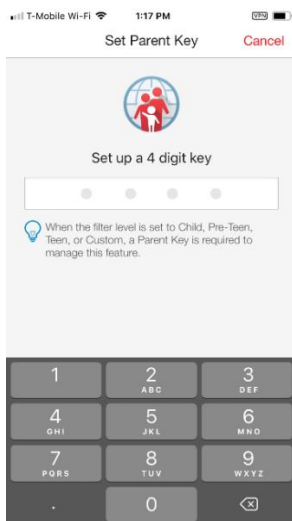 T-Mobile Wi-Fi 1:17 PM VPN
Set Parent Key Cancel
Set up a 4 digit key
When the filter level is set to Child, Pre-Teen,
Teen, or Custom, a Parent Key is required to
manage this feature.
1 2 3
ABC DEF
4 5 6
GHI JKL MNO
7 8 9
PQRS TUV WXYZ
. 0